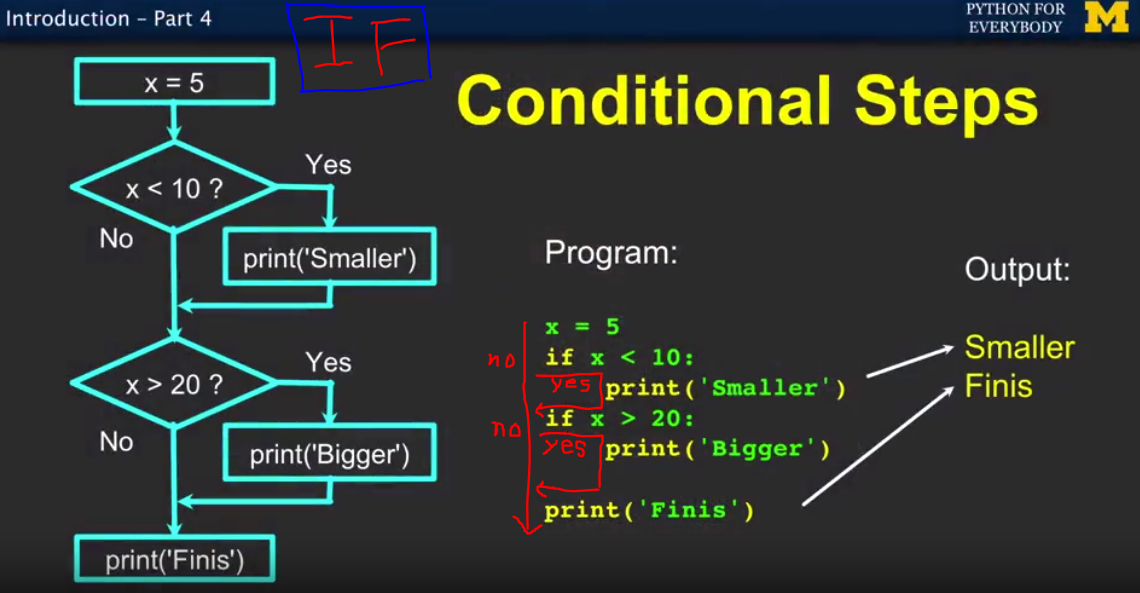 Introduction – Part 4
PYTHON FOR
EVERYBODY
M
IF
Conditional Steps
x = 5
x < 10 ?
Yes
No
print('Smaller')
x > 20 ?
Yes
No
print('Bigger')
print('Finis')
Program:
x = 5
no
if x < 10:
yes print('Smaller')
no
if x > 20:
yes print('Bigger')
print('Finis')
Output:
Smaller
Finis